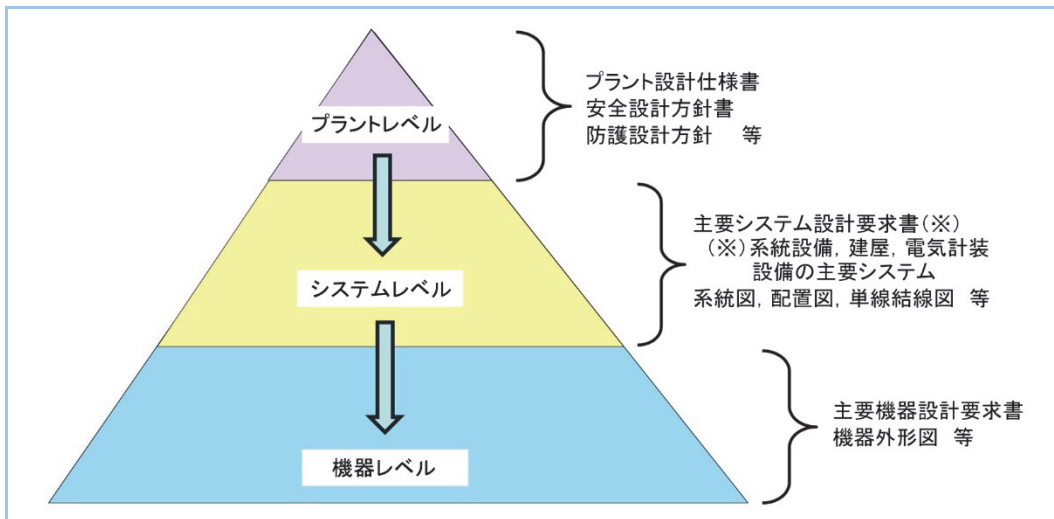 プラントレベル
プラント設計仕様書
安全設計方針書
防護設計方針　等
システムレベル
主要システム設計要求書(※)
(※)系統設備, 建屋, 電気計装
設備の主要システム
系統図, 配置図, 単線結線図　等
機器レベル
主要機器設計要求書
機器外形図　等